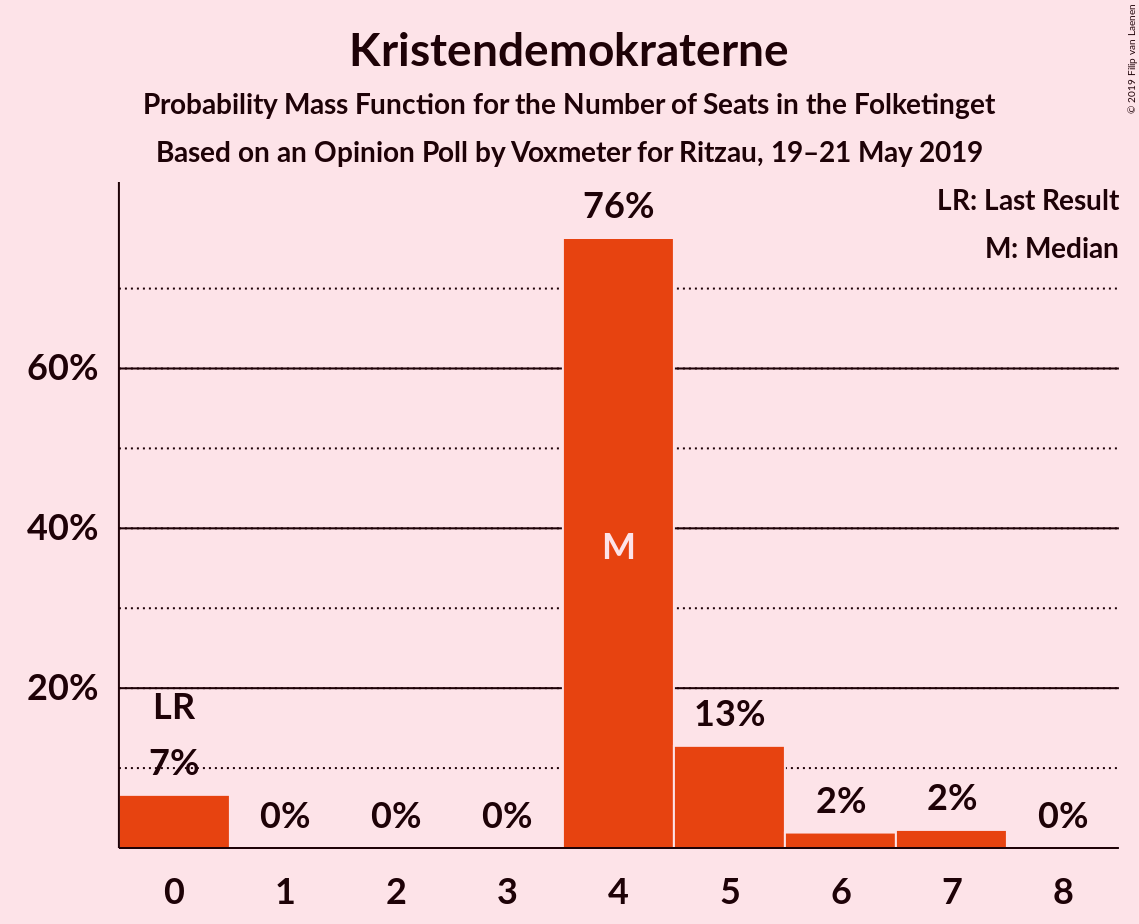 Kristendemokraterne
Probability Mass Function for the Number of Seats in the Folketinget
Based on an Opinion Poll by Voxmeter for Ritzau, 19–21 May 2019
© 2019 Filip van Laenen
LR: Last Result
M: Median
76%
60%
40%
M
20%
LR
7%
0%
0%
0%
13%
2%
2%
0%
0 1 2 3 4 5 6 7 8